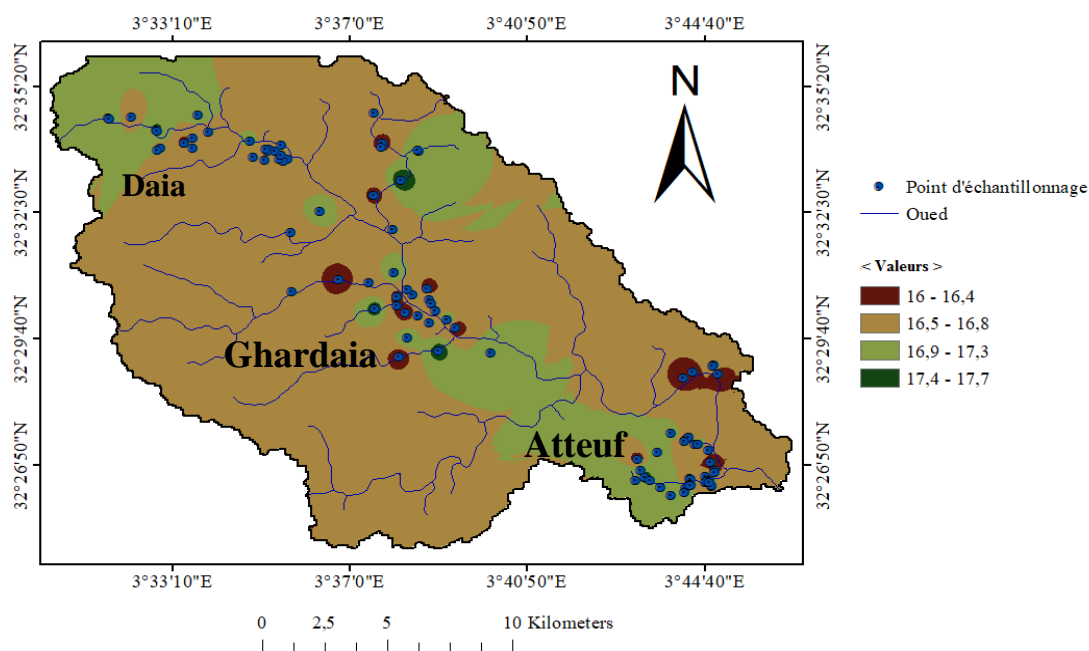 3°33'10"E 3°37'0"E 3°40'50"E 3°44'40"E
N
32°35'20"N 32°35'20"N
Daia
Point d'échantillonnage
32°32'30"N 32°32'30"N
Oued
< Valeurs >
16 - 16,4
16,5 - 16,8
32°29'40"N 32°29'40"N
Ghardaia
16,9 - 17,3
17,4 - 17,7
Atteuf
32°26'50"N 32°26'50"N
3°33'10"E 3°37'0"E 3°40'50"E 3°44'40"E
0 2,5 5 10 Kilometers